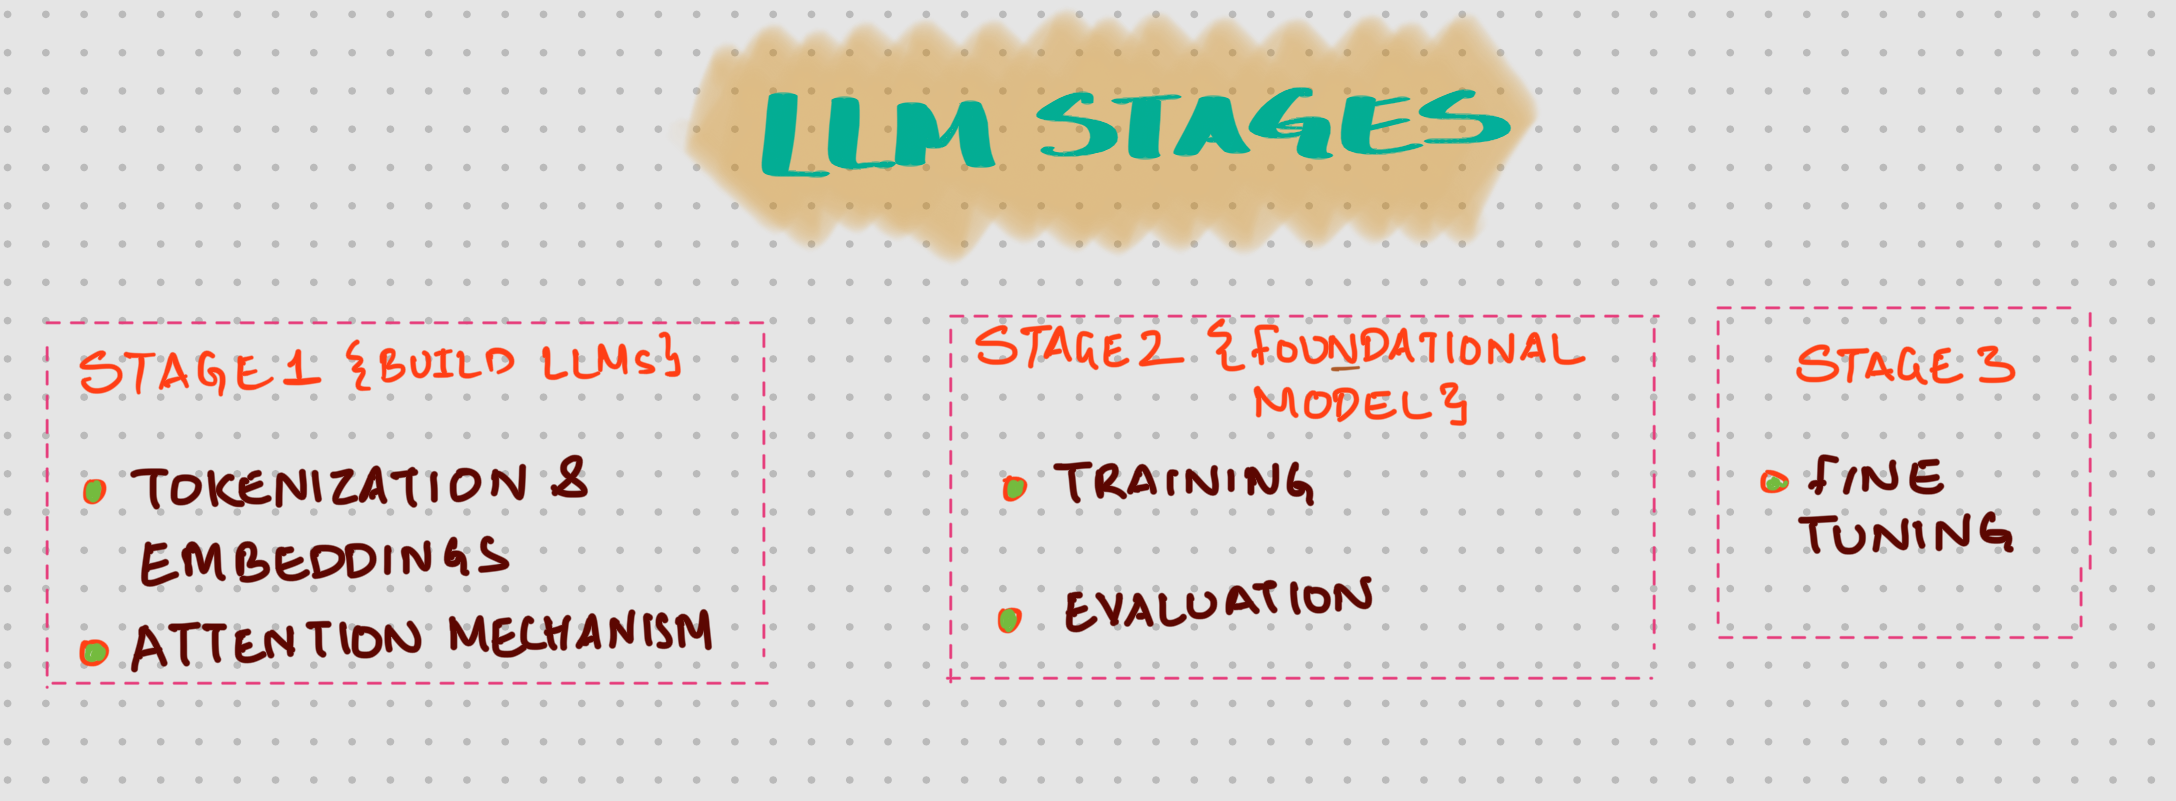 LLM STAGES
STAGE 1 {BUILD LLMs}
TOKENIZATION &
EMBEDDINGS
ATTENTION MECHANISM
STAGE 2 {FOUNDATIONAL
MODEL}
TRAINING
EVALUATION
STAGE 3
FINE
TUNING